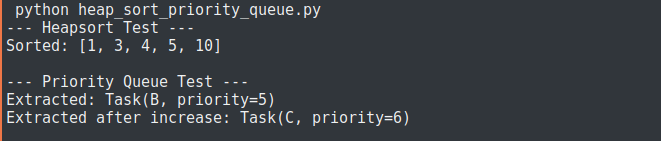 python heap_sort_priority_queue.py
--- Heapsort Test ---
Sorted: [1, 3, 4, 5, 10]

--- Priority Queue Test ---
Extracted: Task(B, priority=5)
Extracted after increase: Task(C, priority=6)